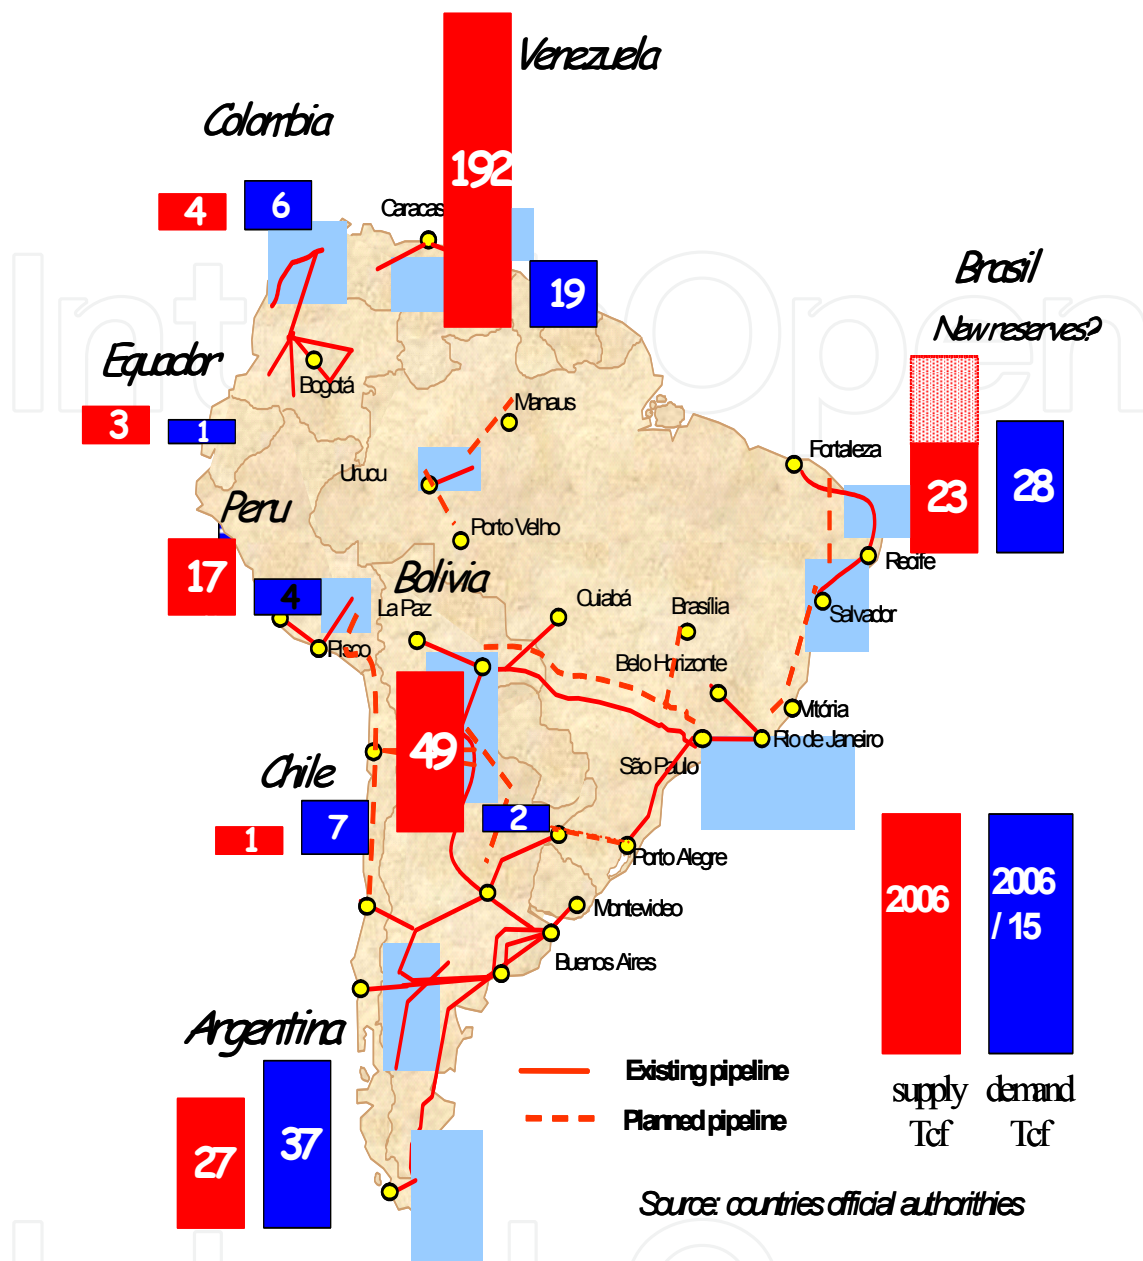 Venezuela
Colombia
192
4
6
Caracas
19
Brasil
New reserves?
Equador
Bogotá
3
1
Manaus
Fortaleza
Urucu
23
28
Peru
Porto Velho
Recife
17
Bolivia
4
La Paz
Cuiabá
Brasília
Salvador
Pisco
Belo Horizonte
Vitória
49
Rio de Janeiro
São Paulo
Chile
7
2
1
Porto Alegre
2006
2006
/ 15
Montevideo
Buenos Aires
Argentina
Existing pipeline
supply
Tcf
demand
Tcf
Planned pipeline
27
37
Source: countries official authorithies